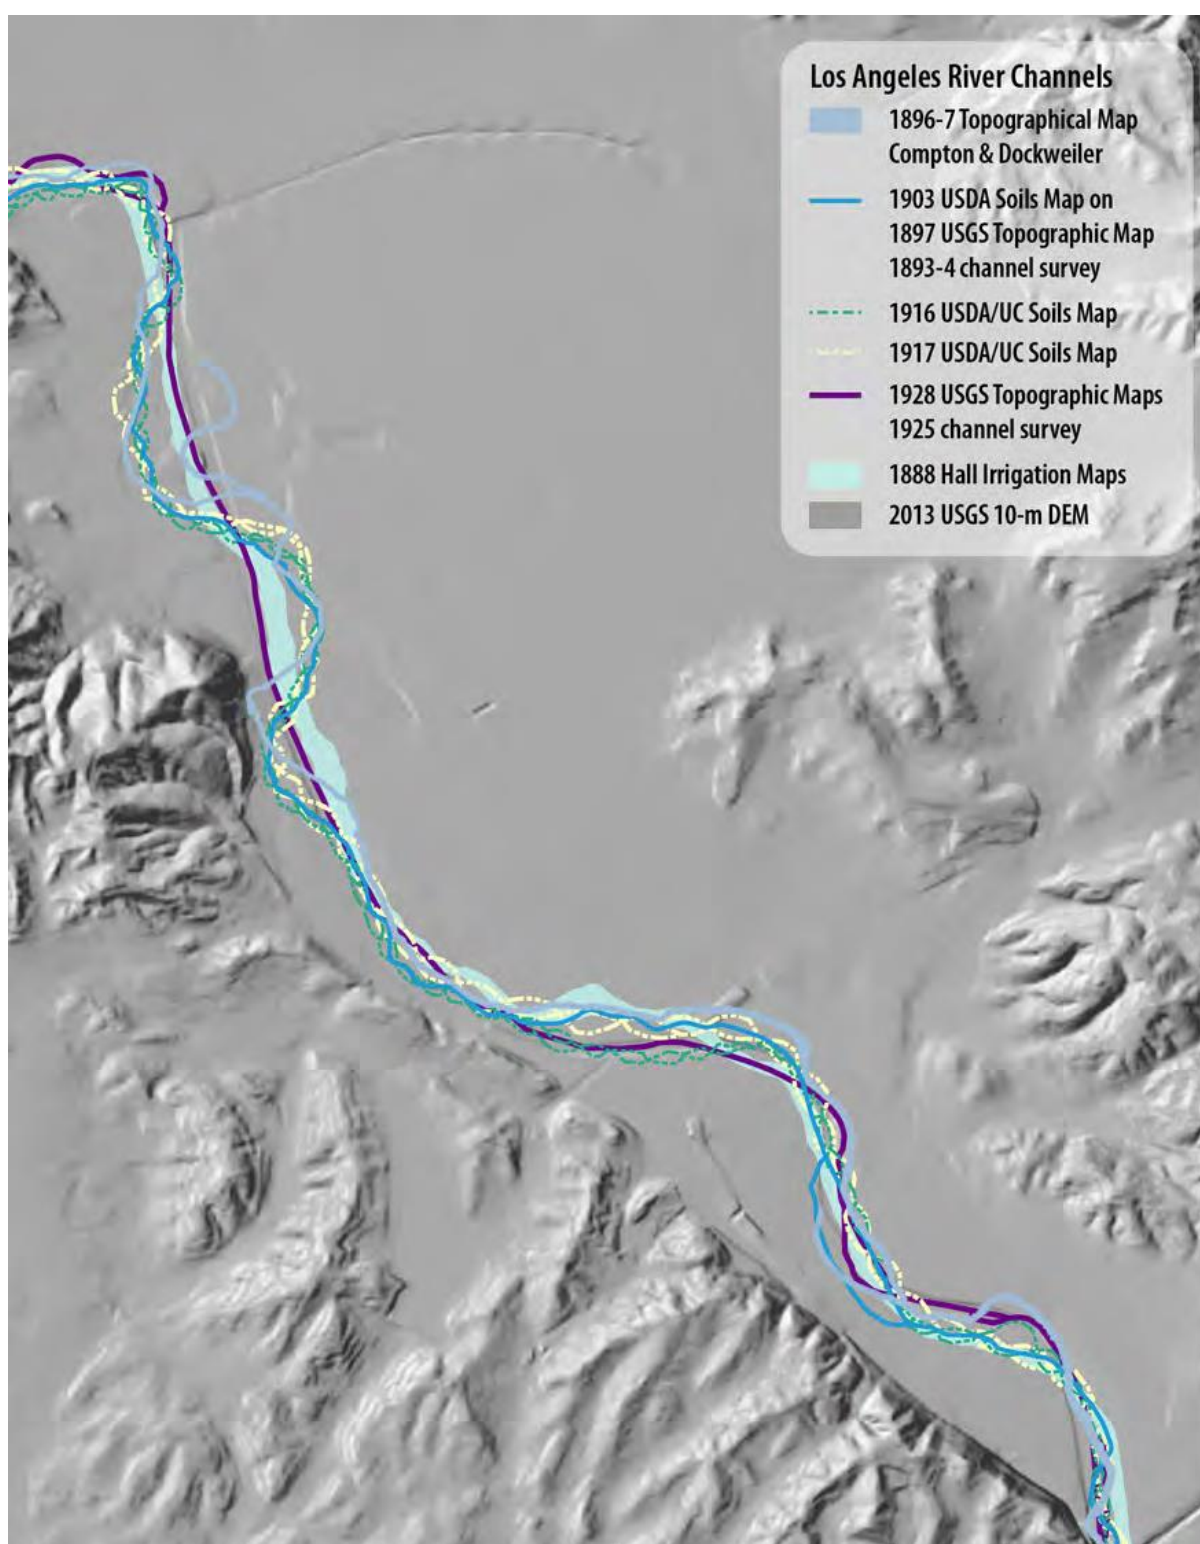 Los Angeles River Channels
1896-7 Topographical Map
Compton & Dockweiler
1903 USDA Soils Map on
1897 USGS Topographic Map
1893-4 channel survey
1916 USDA/UC Soils Map
1917 USDA/UC Soils Map
1928 USGS Topographic Maps
1925 channel survey
1888 Hall Irrigation Maps
2013 USGS 10-m DEM